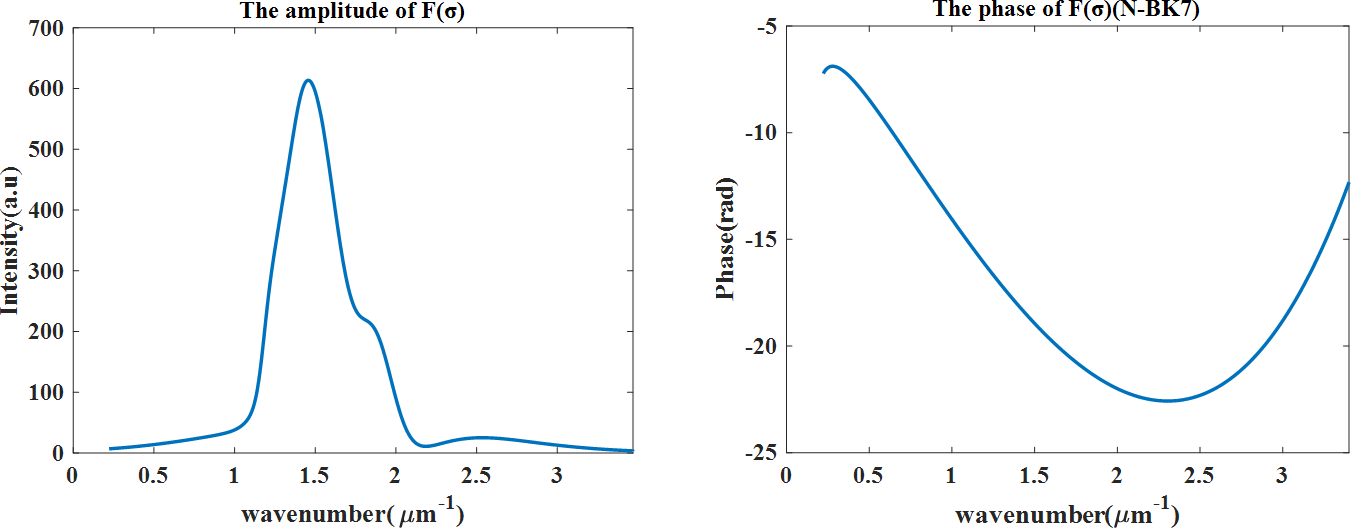 The amplitude of F(σ)
700
600
500
400
300
200
100
0
Intensity(a.u)
0 0.5 1 1.5 2 2.5 3
wavenumber( μm⁻¹)
The phase of F(σ)(N-BK7)
-5
-10
-15
-20
-25
Phase(rad)
0 0.5 1 1.5 2 2.5 3
wavenumber(μm⁻¹)